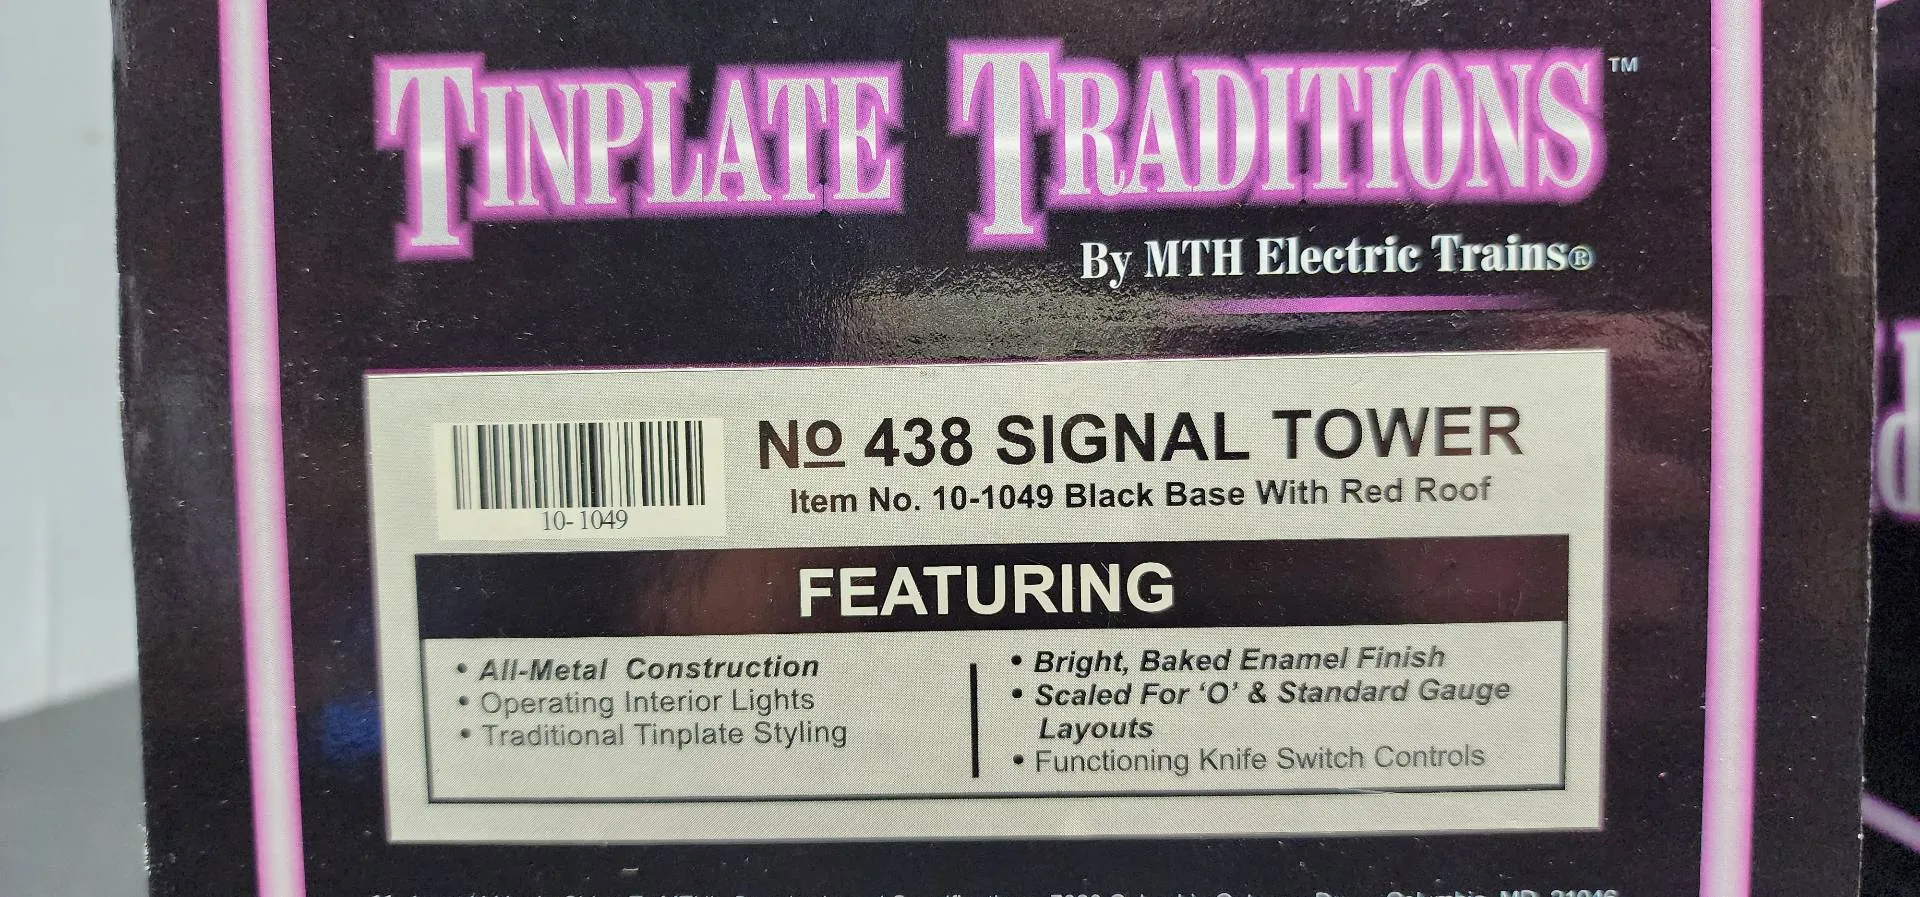 TINPLATE TRADITIONS™
By MTH Electric Trains®
No 438 SIGNAL TOWER
Item No. 10-1049 Black Base With Red Roof
10-1049
FEATURING
• All-Metal Construction
• Operating Interior Lights
• Traditional Tinplate Styling
• Bright, Baked Enamel Finish
• Scaled For ‘O’ & Standard Gauge
Layouts
• Functioning Knife Switch Controls